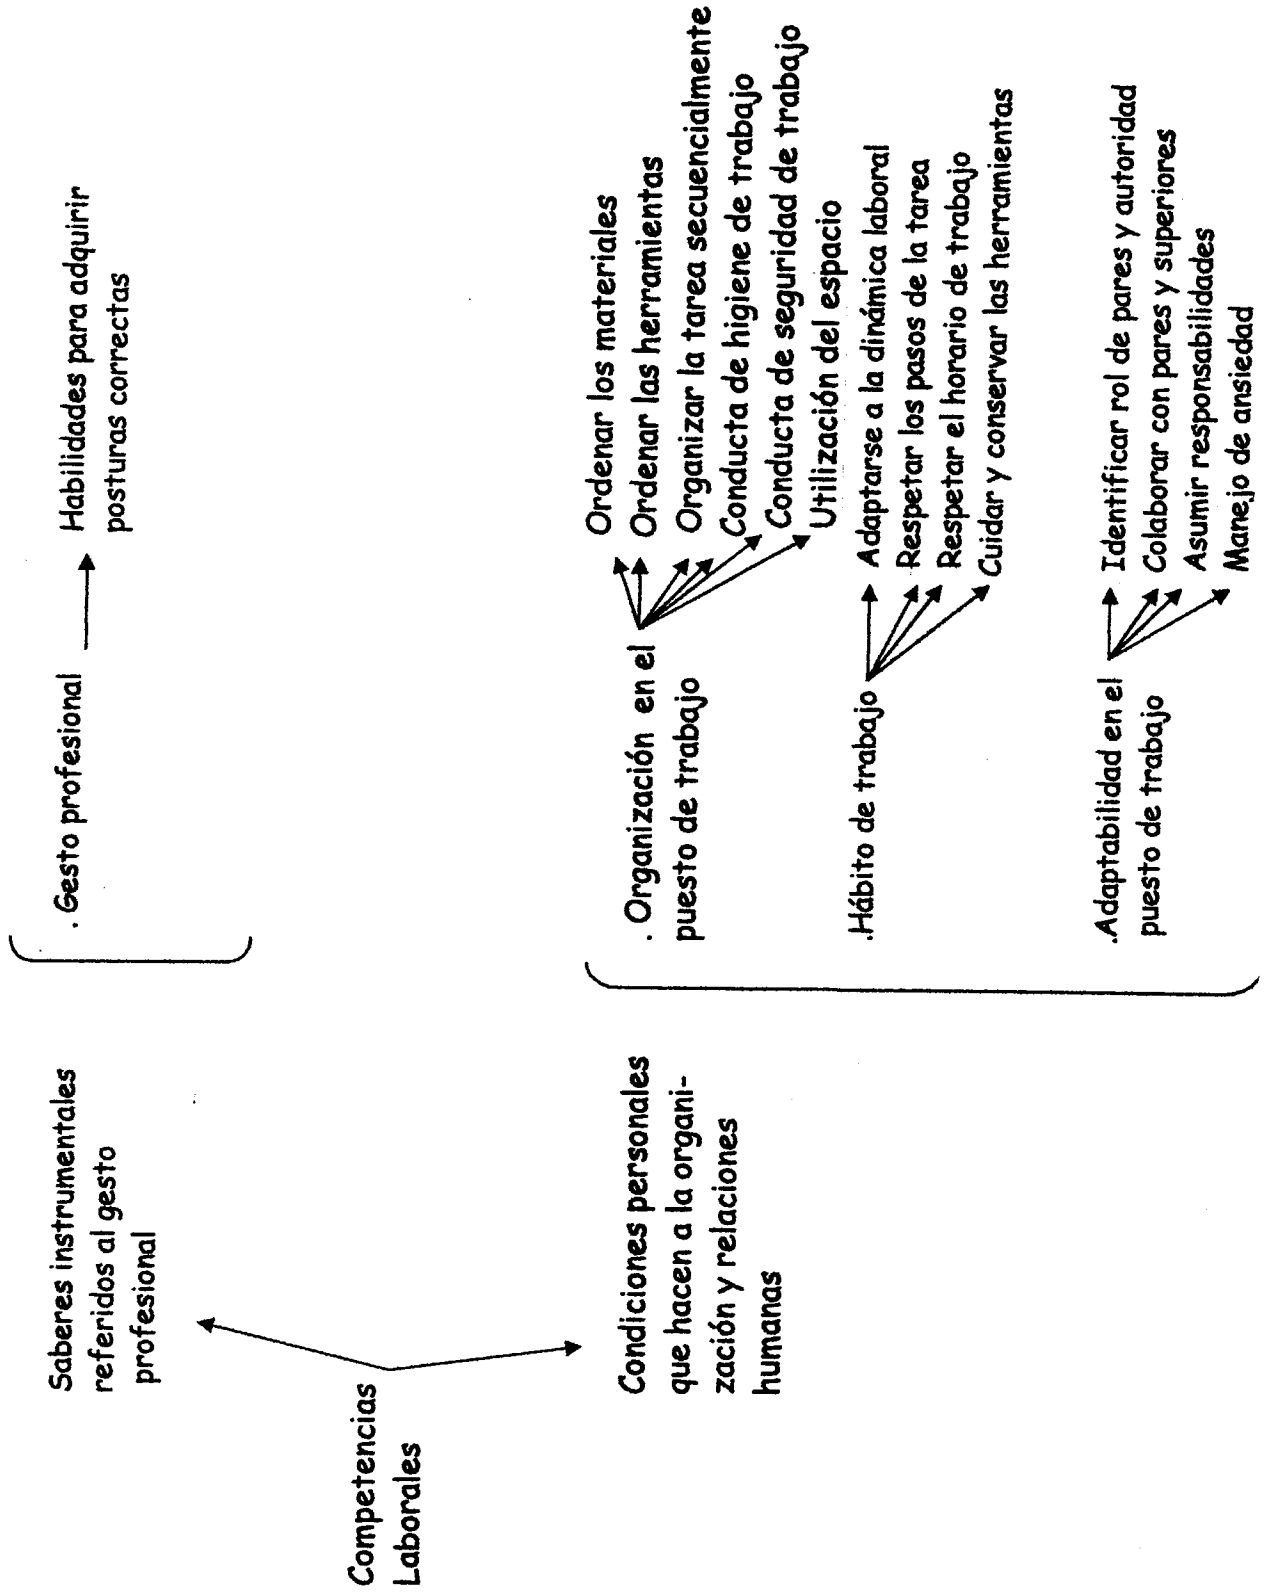 Competencias
Laborales
Saberes instrumentales
referidos al gesto
profesional
. Gesto profesional
Habilidades para adquirir
posturas correctas
Condiciones personales
que hacen a la organi-
zación y relaciones
humanas
. Organización en el
puesto de trabajo
Ordenar los materiales
Ordenar las herramientas
Organizar la tarea secuencialmente
Conducta de higiene de trabajo
Conducta de seguridad de trabajo
Utilización del espacio
.Hábito de trabajo
Adaptarse a la dinámica laboral
Respetar los pasos de la tarea
Respetar el horario de trabajo
Cuidar y conservar las herramientas
.Adaptabilidad en el
puesto de trabajo
Identificar rol de pares y autoridad
Colaborar con pares y superiores
Asumir responsabilidades
Manejo de ansiedad